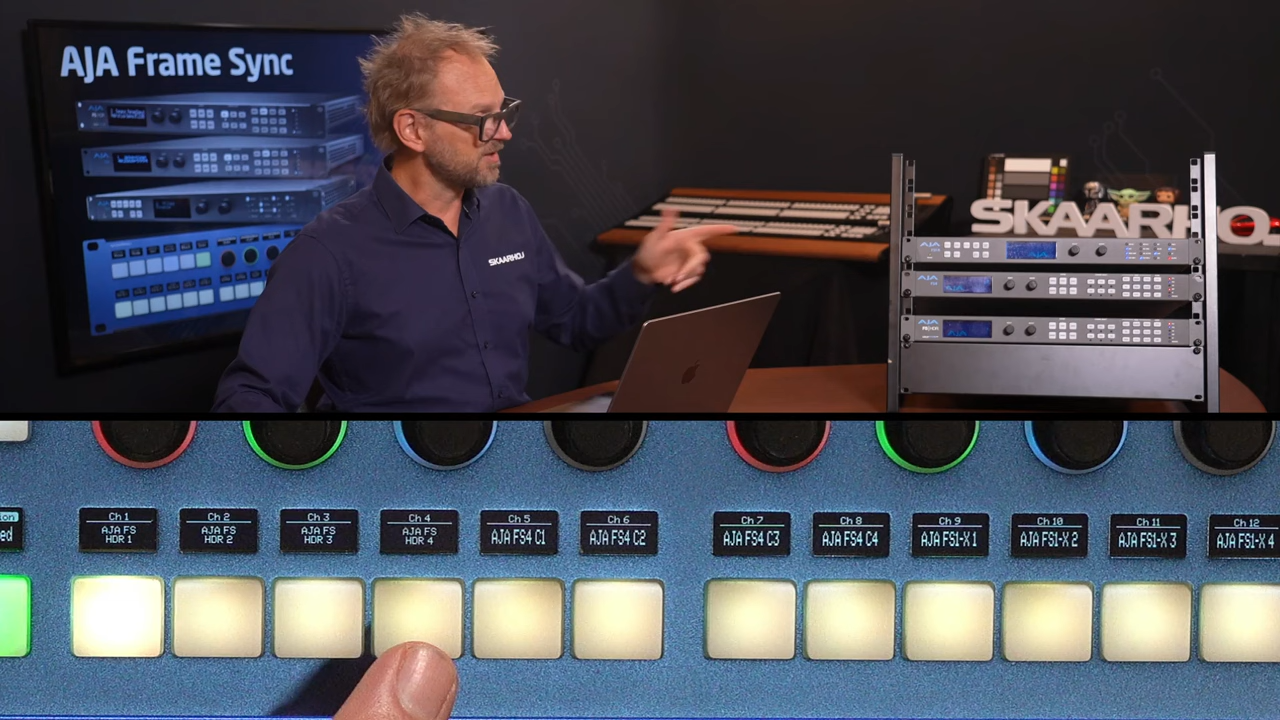 AJA Frame Sync
SKAARHOJ
SKAARHOJ
AJA
AJA
AJA
Ch 1
AJA FS
HDR 1
Ch 2
AJA FS
HDR 2
Ch 3
AJA FS
HDR 3
Ch 4
AJA FS
HDR 4
Ch 5
AJA FS4 C1
Ch 6
AJA FS4 C2
Ch 7
AJA FS4 C3
Ch 8
AJA FS4 C4
Ch 9
AJA FS1-X 1
Ch 10
AJA FS1-X 2
Ch 11
AJA FS1-X 3
Ch 12
AJA FS1-X 4